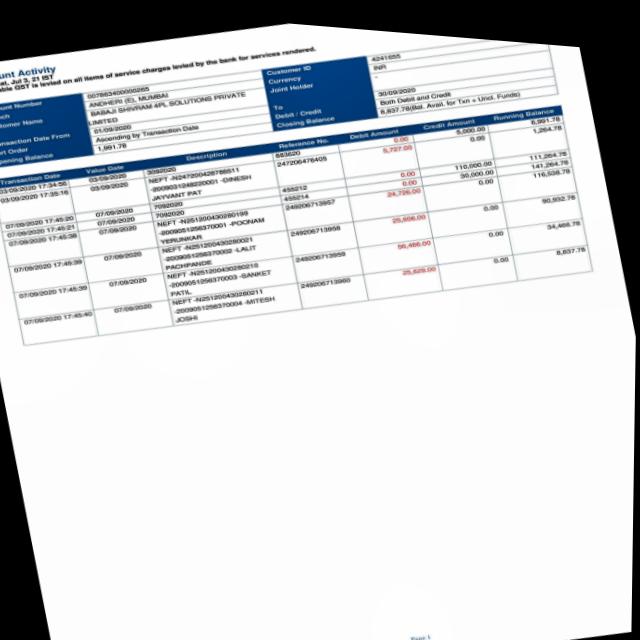 unt Activity
at, Jul 3, 21 IST
ble GST is levied on all items of service charges levied by the bank for services rendered.
unt Number 007863400000265 Customer ID 4241655
ch ANDHERI (E), MUMBAI Currency INR
tomer Name BABAJI SHIVRAM 4PL SOLUTIONS PRIVATE LIMITED Joint Holder -
ansaction Date From 01/09/2020 To 30/09/2020
rt Order Ascending by Transaction Date Debit / Credit Both Debit and Credit
pening Balance 1,991.78 Closing Balance 8,837.78(Bal. Avail. for Txn + Uncl. Funds)
Transaction Date Value Date Description Reference No. Debit Amount Credit Amount Running Balance
03/09/2020 17:34:56 03/09/2020 3092020 883620 0.00 5,000.00 6,991.78
03/09/2020 17:35:16 03/09/2020 NEFT -N247200428786511 247206476405 5,727.00 0.00 1,264.78
-2009031248220001 -DINESH
JAYVANT PAT
07/09/2020 17:45:20 07/09/2020 7092020 455212 0.00 110,000.00 111,264.78
07/09/2020 17:45:21 07/09/2020 7092020 455214 0.00 30,000.00 141,264.78
07/09/2020 17:45:38 07/09/2020 NEFT -N251200430280199 249206713957 24,726.00 0.00 116,538.78
-2009051256370001 -POONAM
YERUNKAR
07/09/2020 17:45:39 07/09/2020 NEFT -N251200430280021 249206713958 25,606.00 0.00 90,932.78
-2009051256370002 -LALIT
PACHPANDE
07/09/2020 17:45:39 07/09/2020 NEFT -N251200430280210 249206713959 56,466.00 0.00 34,466.78
-2009051256370003 -SANKET
PATIL
07/09/2020 17:45:40 07/09/2020 NEFT -N251200430280211 249206713960 25,629.00 0.00 8,837.78
-2009051256370004 -MITESH
JOSHI
Page 1